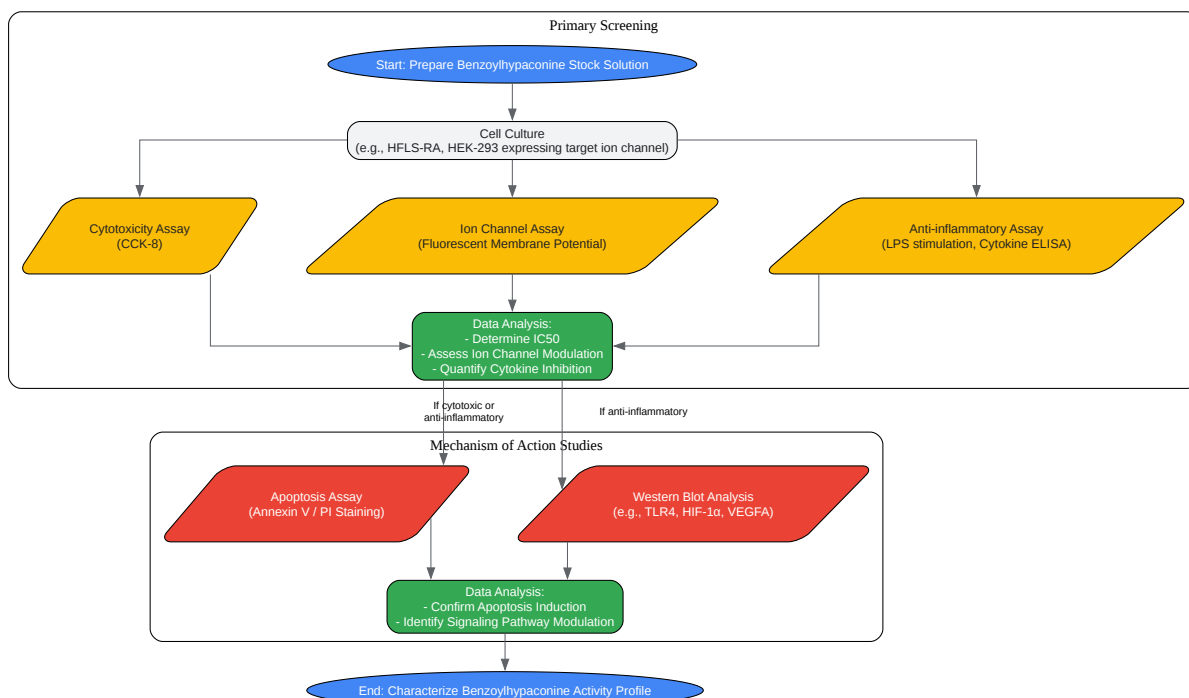 Primary Screening
Start: Prepare Benzoylhypaconine Stock Solution
Cell Culture
(e.g., HFLS-RA, HEK-293 expressing target ion channel)
Cytotoxicity Assay
(CCK-8)
Ion Channel Assay
(Fluorescent Membrane Potential)
Anti-inflammatory Assay
(LPS stimulation, Cytokine ELISA)
Data Analysis:
- Determine IC50
- Assess Ion Channel Modulation
- Quantify Cytokine Inhibition
If cytotoxic or
anti-inflammatory
If anti-inflammatory
Mechanism of Action Studies
Apoptosis Assay
(Annexin V / PI Staining)
Western Blot Analysis
(e.g., TLR4, HIF-1α, VEGFA)
Data Analysis:
- Confirm Apoptosis Induction
- Identify Signaling Pathway Modulation
End: Characterize Benzoylhypaconine Activity Profile